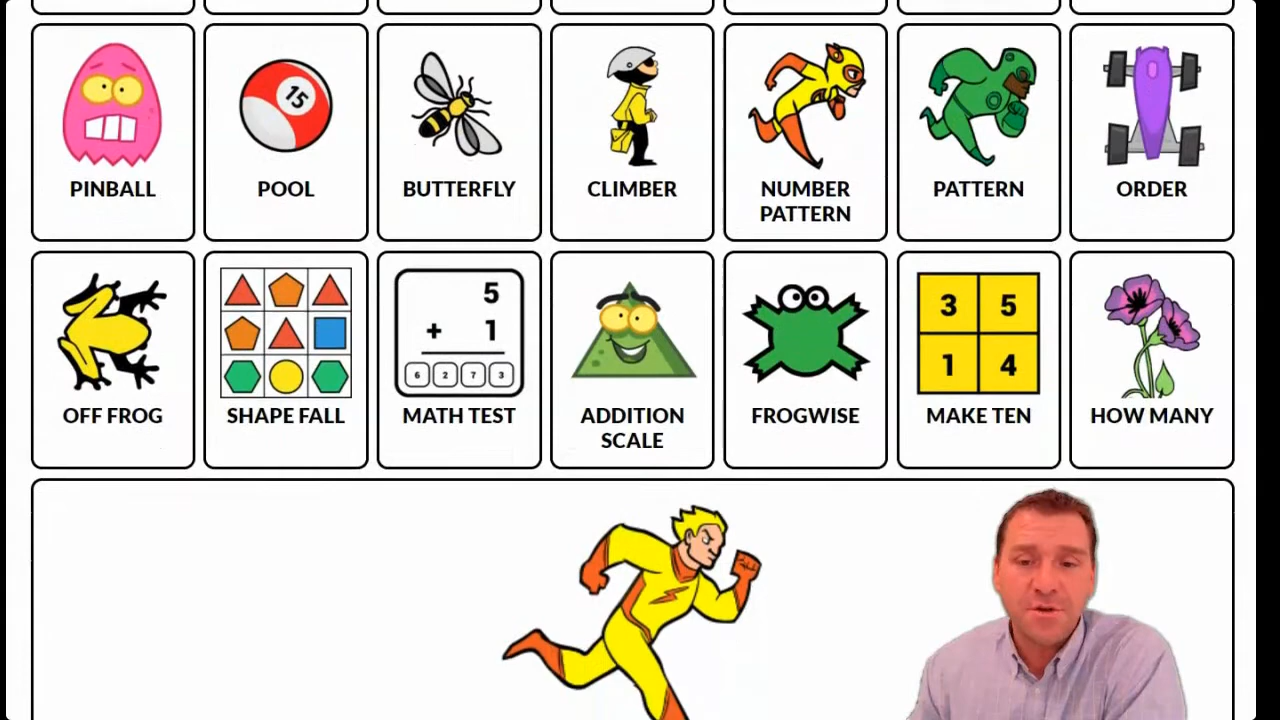 15
PINBALL
POOL
BUTTERFLY
CLIMBER
NUMBER
PATTERN
PATTERN
ORDER
5
+ 1
6 2 7 3
3 5
1 4
OFF FROG
SHAPE FALL
MATH TEST
ADDITION
SCALE
FROGWISE
MAKE TEN
HOW MANY